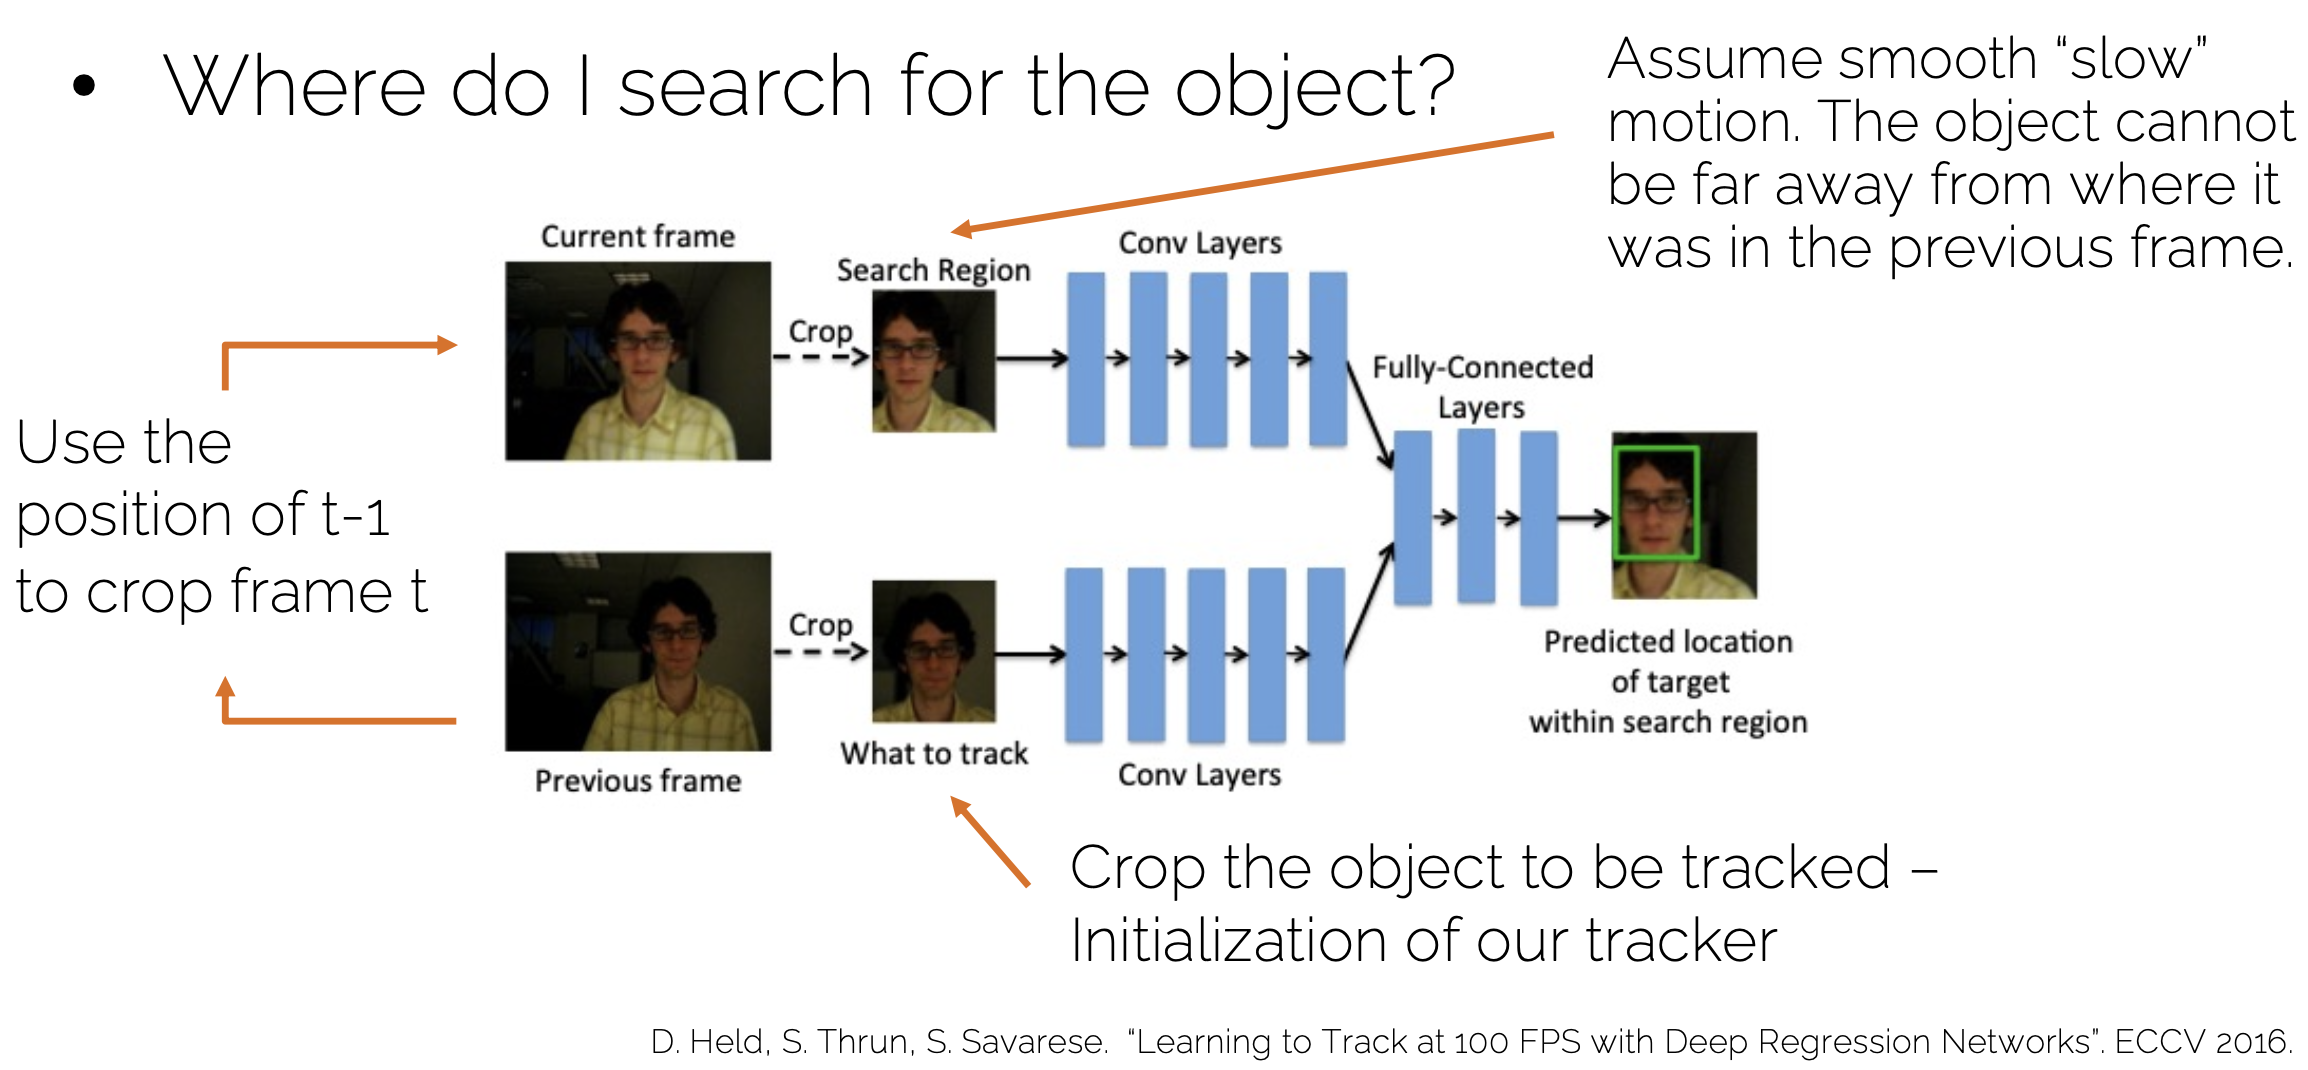 • Where do I search for the object?
Assume smooth “slow”
motion. The object cannot
be far away from where it
was in the previous frame.
Current frame
Search Region
Crop
Conv Layers
Fully-Connected
Layers
Use the
position of t-1
to crop frame t
Crop
Previous frame
What to track
Conv Layers
Predicted location
of target
within search region
Crop the object to be tracked –
Initialization of our tracker
D. Held, S. Thrun, S. Savarese. “Learning to Track at 100 FPS with Deep Regression Networks”. ECCV 2016.